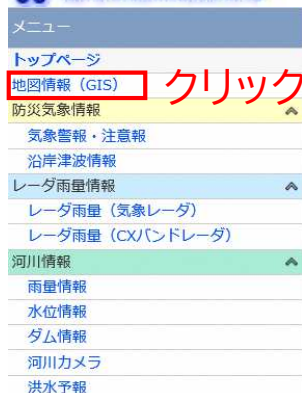 メニュー
トップページ
地図情報（GIS） クリック
防災気象情報
気象警報・注意報
沿岸津波情報
レーダ雨量情報
レーダ雨量（気象レーダ）
レーダ雨量（CXバンドレーダ）
河川情報
雨量情報
水位情報
ダム情報
河川カメラ
洪水予報